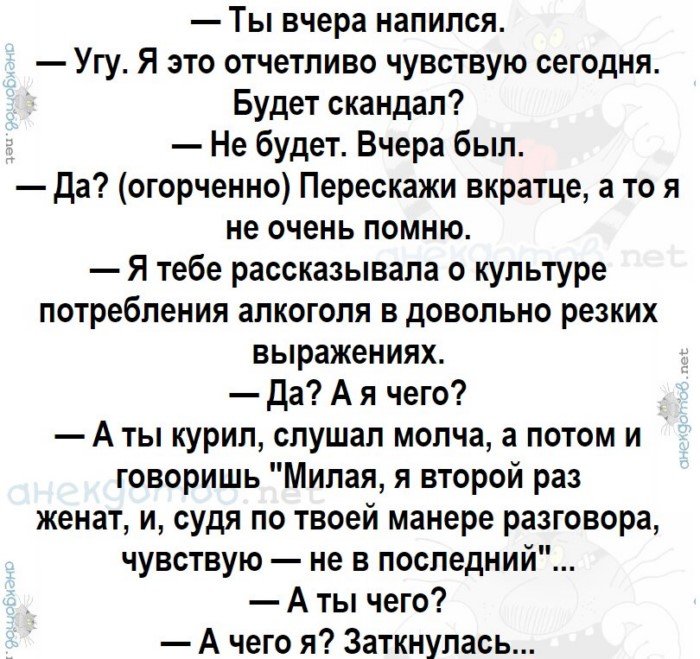 — Ты вчера напился.
— Угу. Я это отчетливо чувствую сегодня.
Будет скандал?
— Не будет. Вчера был.
— Да? (огорченно) Перескажи вкратце, а то я
не очень помню.
— Я тебе рассказывала о культуре
потребления алкоголя в довольно резких
выражениях.
— Да? А я чего?
— А ты курил, слушал молча, а потом и
говоришь "Милая, я второй раз
женат, и, судя по твоей манере разговора,
чувствую — не в последний"...
— А ты чего?
— А чего я? Заткнулась...
анекдотов.net
анекдотов.net
анекдотов.net
анекдотов.net
анекдотов.net